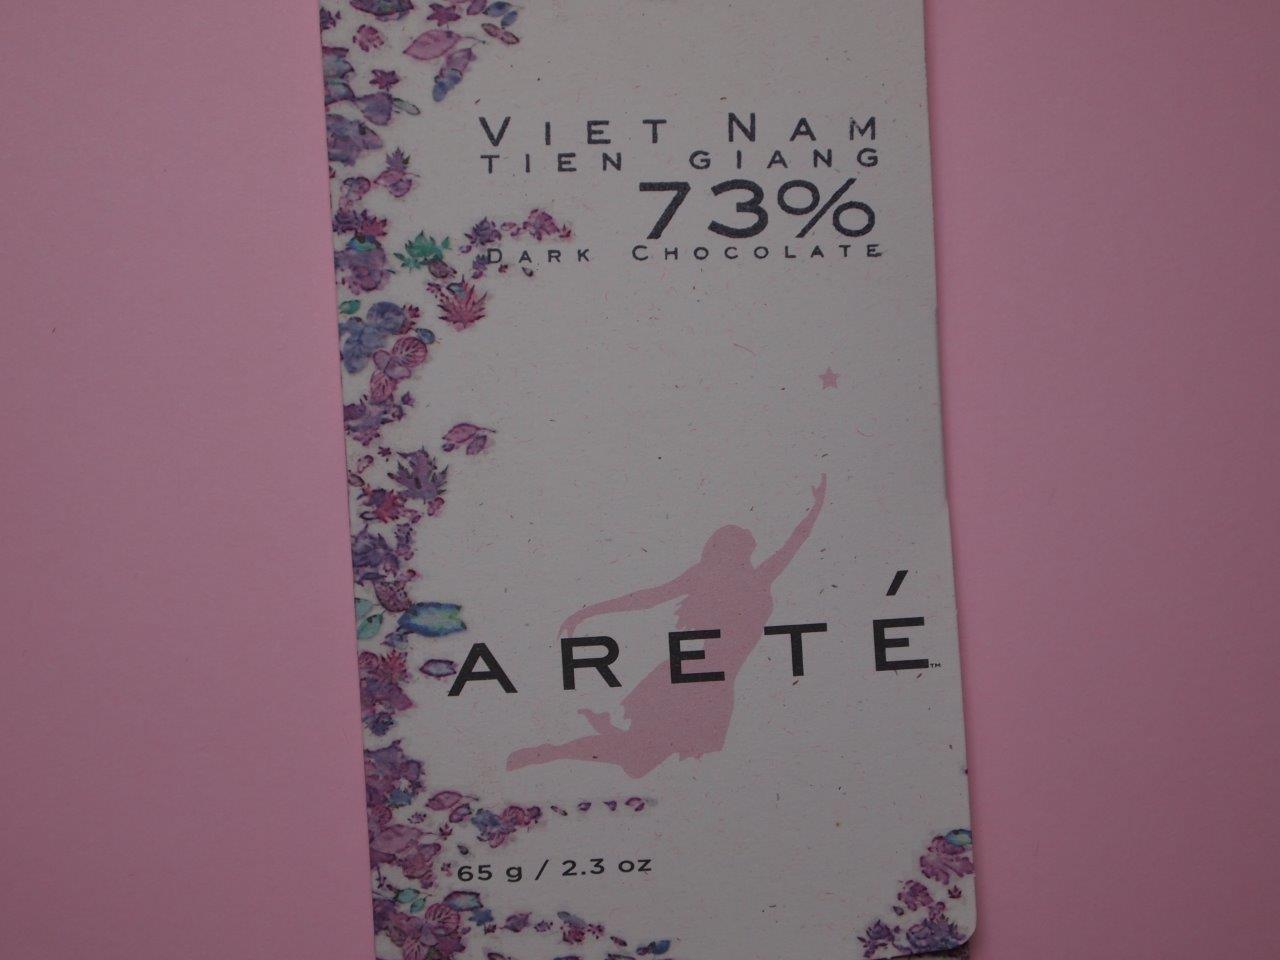 VIET NAM
TIEN GIANG
73%
DARK CHOCOLATE
ARETÉ™
65 g / 2.3 oz